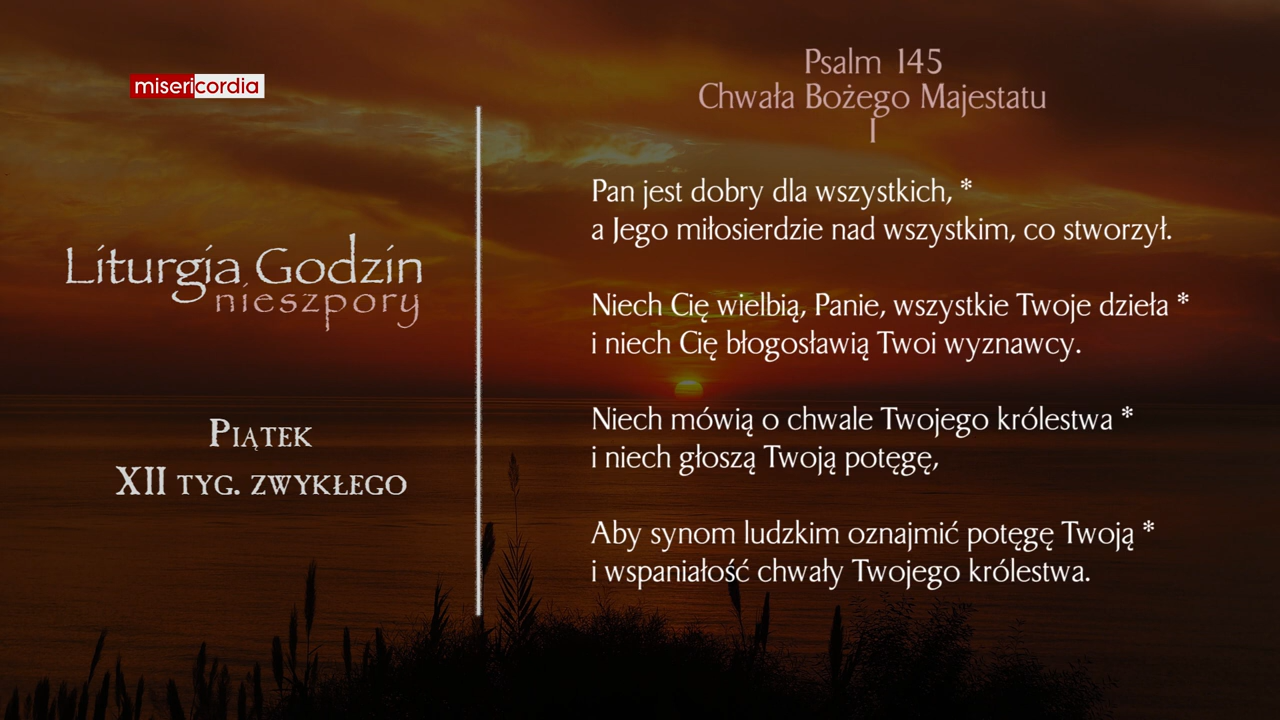 misericordia
Liturgia Godzin
nieszpory
Piątek
XII tyg. zwykłego
Psalm 145
Chwała Bożego Majestatu
I
Pan jest dobry dla wszystkich, *
a Jego miłosierdzie nad wszystkim, co stworzył.
Niech Cię wielbią, Panie, wszystkie Twoje dzieła *
i niech Cię błogosławią Twoi wyznawcy.
Niech mówią o chwale Twojego królestwa *
i niech głoszą Twoją potęgę,
Aby synom ludzkim oznajmić potęgę Twoją *
i wspaniałość chwały Twojego królestwa.